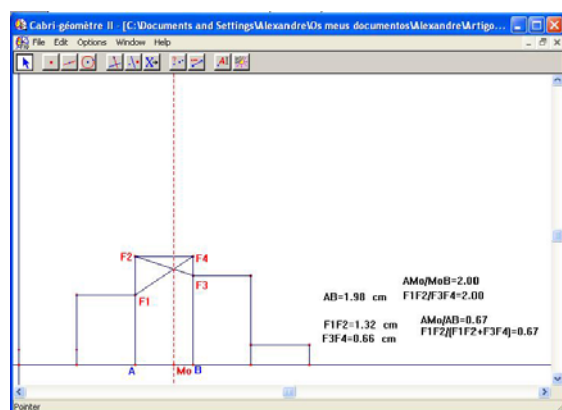 Cabri-géomètre II - [C:\Documents and Settings\Alexandre\Os meus documentos\Alexandre\Artigo...
File Edit Options Window Help
F2
F4
F3
F1
AB=1.98 cm
AMo/MoB=2.00
F1F2/F3F4=2.00
F1F2=1.32 cm
F3F4=0.66 cm
AMo/AB=0.67
F1F2/(F1F2+F3F4)=0.67
A
Mo
B
Pointer